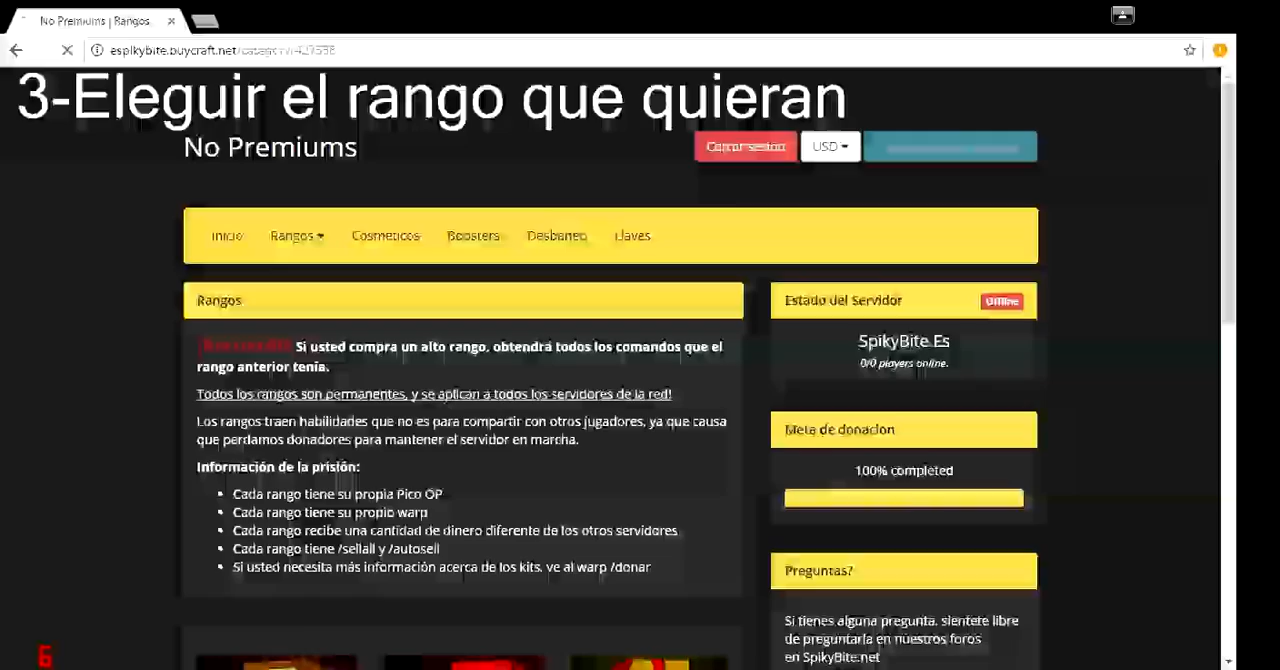 No Premiums | Rangos
espikybite.buycraft.net
3-Eleguir el rango que quieran
No Premiums
Cerrar sesión
USD
Inicio Rangos Cosmeticos Boosters Desbaneo Llaves
Rangos
Si usted compra un alto rango, obtendrá todos los comandos que el
rango anterior tenía.
Todos los rangos son permanentes, y se aplican a todos los servidores de la red!
Los rangos traen habilidades que no es para compartir con otros jugadores, ya que causa
que perdamos donadores para mantener el servidor en marcha.
Información de la prisión:
Cada rango tiene su propia Pico OP
Cada rango tiene su propio warp
Cada rango recibe una cantidad de dinero diferente de los otros servidores
Cada rango tiene /sellall y /autosell
Si usted necesita más información acerca de los kits, ve al warp /donar
Estado del Servidor Offline
SpikyBite Es
0/0 players online.
Meta de donacion
100% completed
Preguntas?
Si tienes alguna pregunta, sientete libre
de preguntarla en nuestros foros
en SpikyBite.net
6